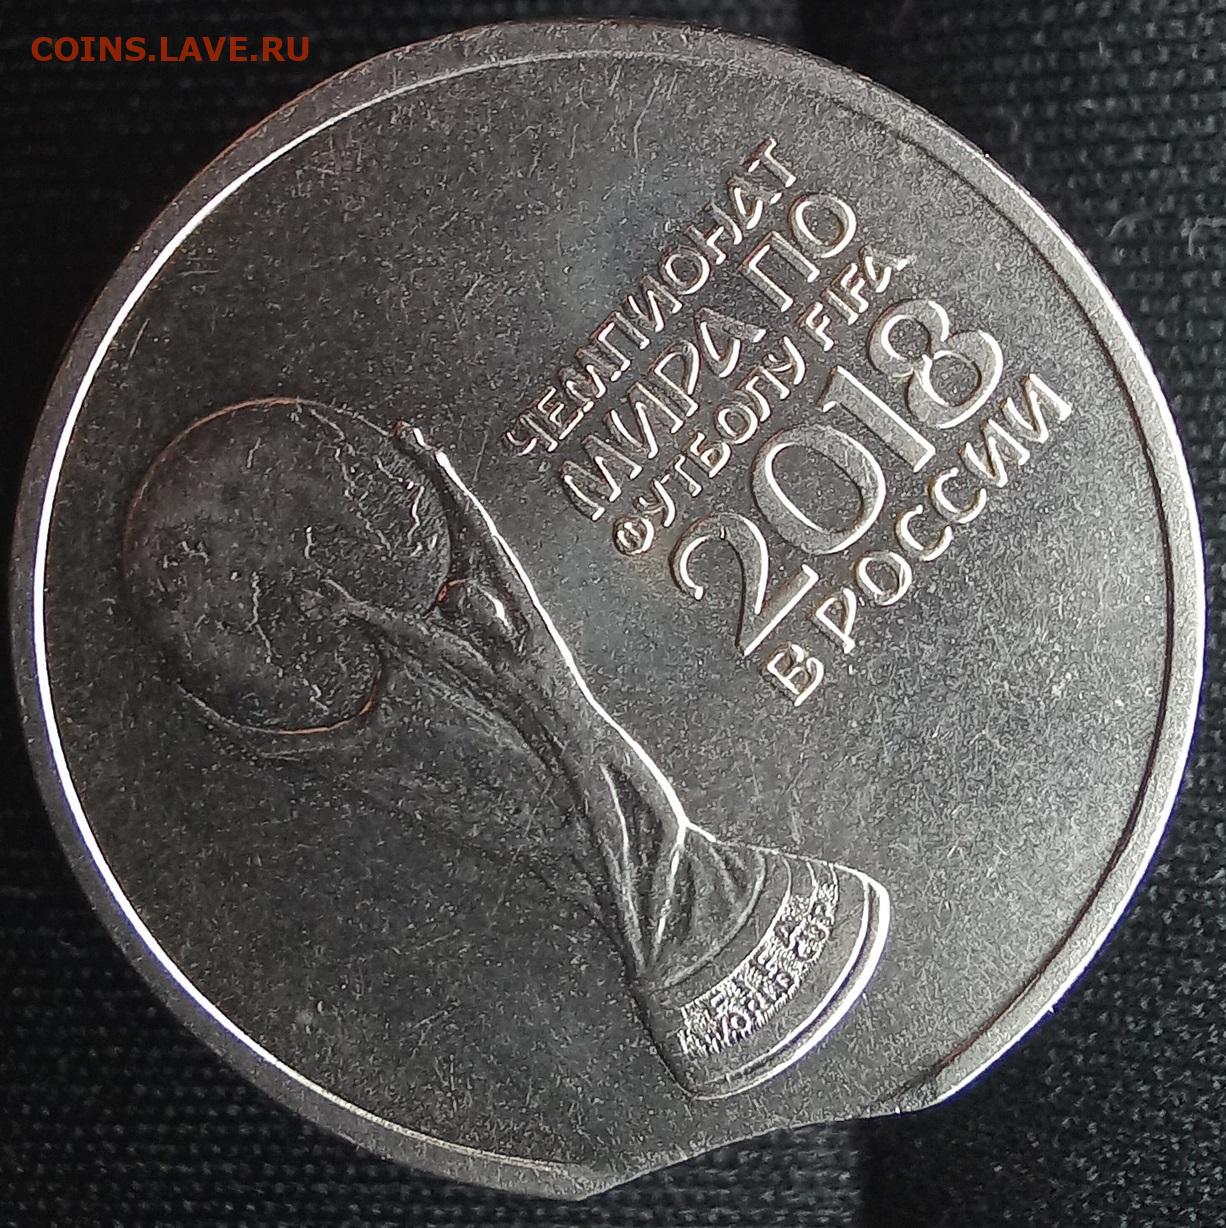 COINS.LAVE.RU
ЧЕМПИОНАТ
МИРА ПО
ФУТБОЛУ FIFA
2018
В РОССИИ
FIFA
WORLD CUP